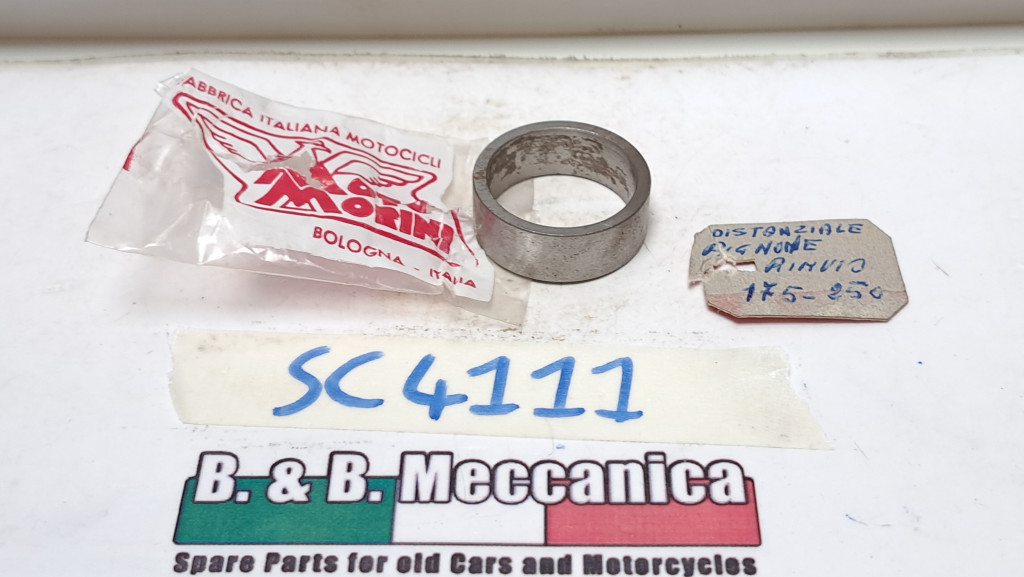 ABBRICA ITALIANA MOTOCICLI
MORINI
BOLOGNA - ITALIA
DISTANZIALE
PIGNONE
RINVIO
175-250
SC4111
B. & B. Meccanica
Spare Parts for old Cars and Motorcycles